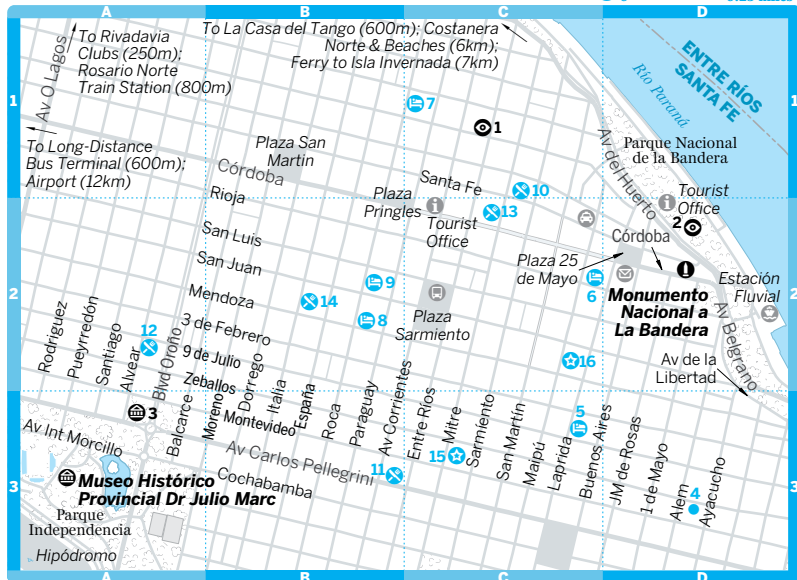 A
B
C
D
1
2
3
1
2
3
A
B
C
D
To Rivadavia
Clubs (250m);
Rosario Norte
Train Station (800m)
To La Casa del Tango (600m); Costanera
Norte & Beaches (6km);
Ferry to Isla Invernada (7km)
Av O Lagos
To Long-Distance
Bus Terminal (600m);
Airport (12km)
ENTRE RÍOS
SANTA FE
Río Paraná
7
1
Plaza San
Martín
Córdoba
Av del Huerto
Parque Nacional
de la Bandera
Santa Fe
10
Rioja
Plaza
Pringles
Tourist
Office
13
Tourist
Office
2
San Luis
Córdoba
San Juan
Plaza 25
de Mayo
9
6
Estación
Fluvial
Mendoza
14
Monumento
Nacional a
La Bandera
Plaza
Sarmiento
8
3 de Febrero
12
16
Av Belgrano
Av de la
Libertad
9 de Julio
Zeballos
Montevideo
Rodriguez
Pueyrredón
Santiago
Alvear
Blvd Oroño
Balcarce
Moreno
Dorrego
Italia
España
Roca
Paraguay
Av Corrientes
Entre Ríos
Mitre
Sarmiento
San Martín
Maipú
Laprida
Buenos Aires
JM de Rosas
1 de Mayo
Alem
Ayacucho
3
5
Av Int Morcillo
Av Carlos Pellegrini
15
11
Cochabamba
4
Museo Histórico
Provincial Dr Julio Marc
Parque
Independencia
Hipódromo